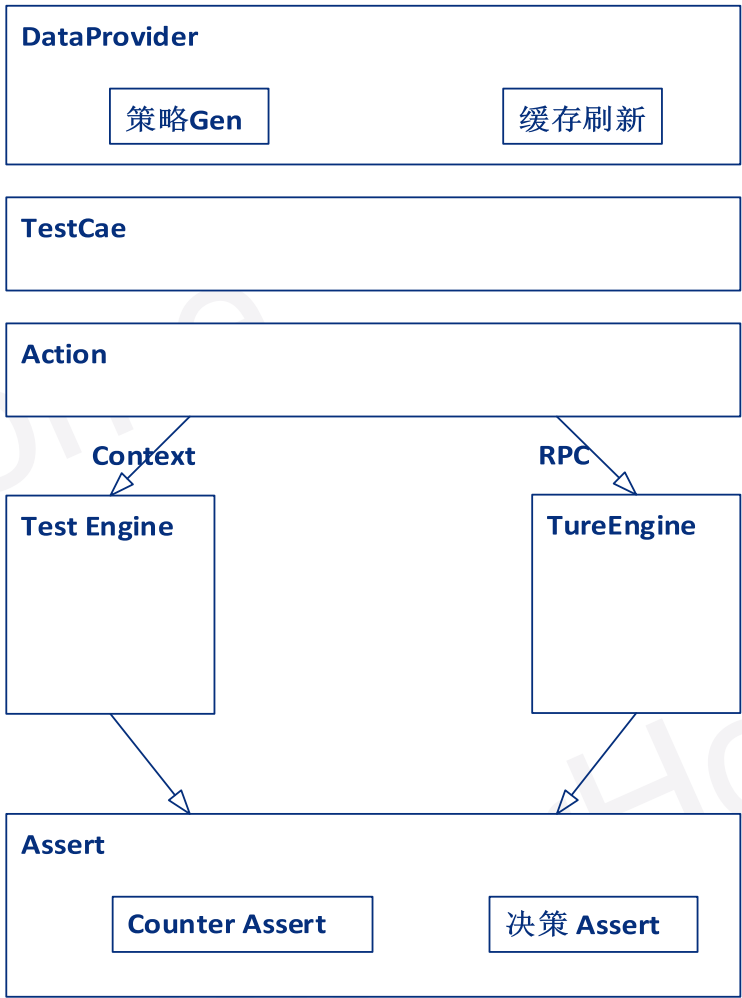 DataProvider
策略Gen
缓存刷新
TestCae
Action
Context
RPC
Test Engine
TureEngine
Assert
Counter Assert
决策 Assert